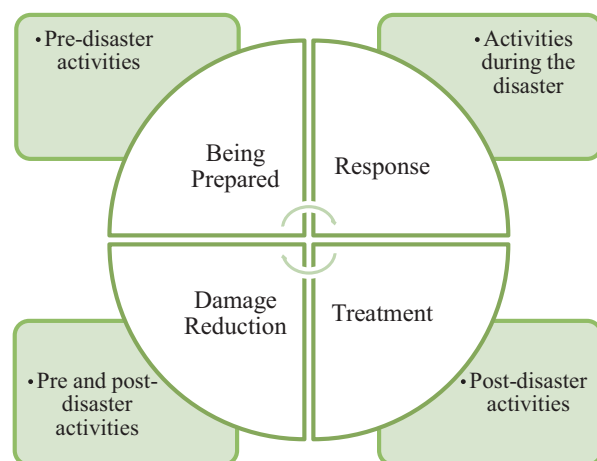 • Pre-disaster
activities
• Activities
during the
disaster
Being
Prepared
Response
Damage
Reduction
Treatment
• Pre and post-
disaster
activities
• Post-disaster
activities